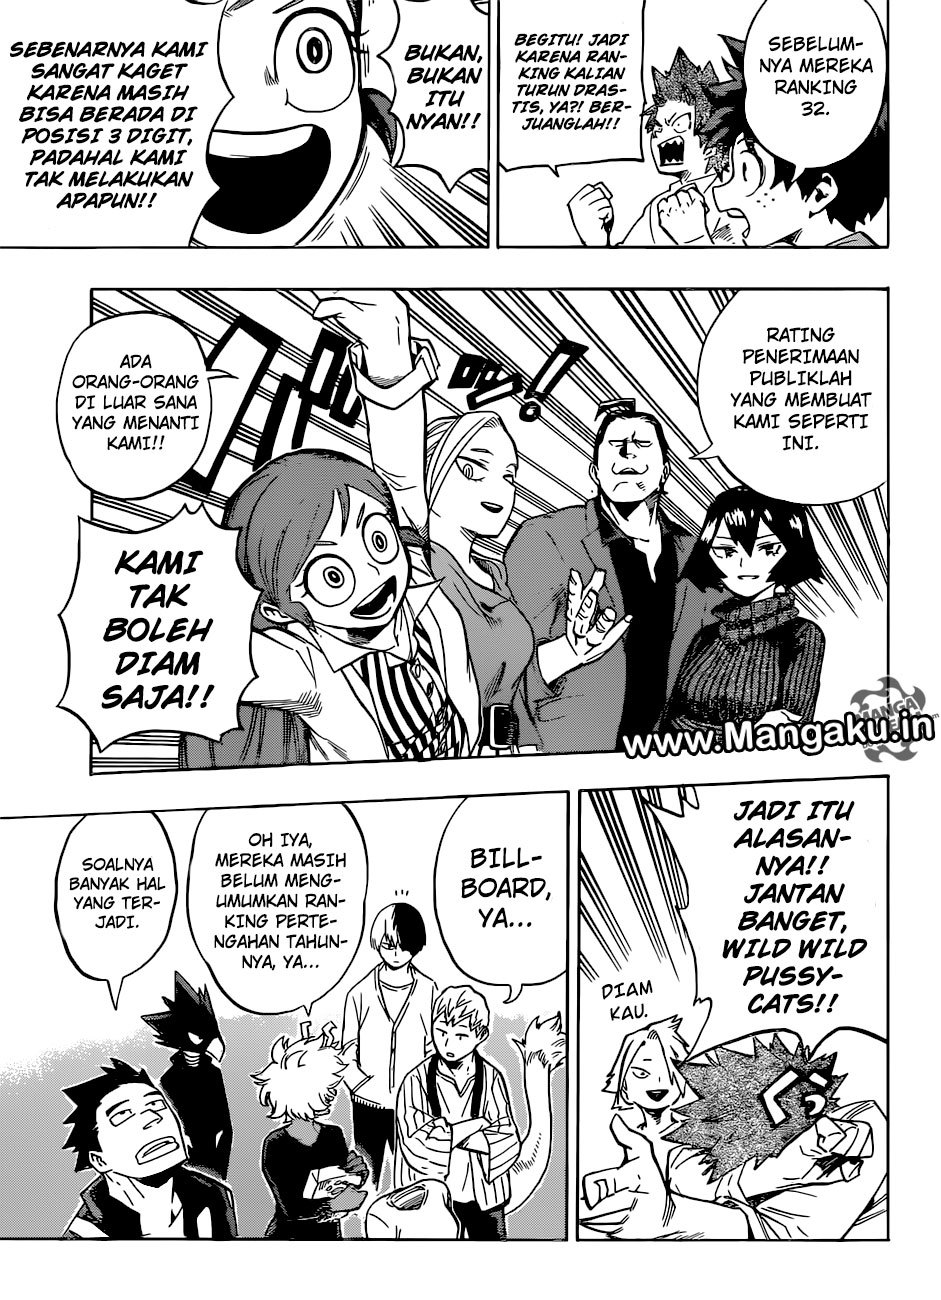 SEBELUM-
NYA MEREKA
RANKING
32.
BEGITU! JADI
KARENA RAN-
KING KALIAN
TURUN DRAS-
TIS, YA?! BER-
JUANGLAH!!
BUKAN,
BUKAN
ITU
NYAN!!
SEBENARNYA KAMI
SANGAT KAGET
KARENA MASIH
BISA BERADA DI
POSISI 3 DIGIT,
PADAHAL KAMI
TAK MELAKUKAN
APAPUN!!
RATING
PENERIMAAN
PUBLIKLAH
YANG MEMBUAT
KAMI SEPERTI
INI.
ADA
ORANG-ORANG
DI LUAR SANA
YANG MENANTI
KAMI!!
KAMI
TAK
BOLEH
DIAM
SAJA!!
www.Mangaku.in
JADI ITU
ALASAN-
NYA!!
JANTAN
BANGET,
WILD WILD
PUSSY-
CATS!!
DIAM
KAU.
BILL-
BOARD,
YA...
OH IYA,
MEREKA MASIH
BELUM MENG-
UMUMKAN RAN-
KING PERTE-
NGAHAN TAHUN-
NYA, YA...
SOALNYA
BANYAK HAL
YANG TER-
JADI.